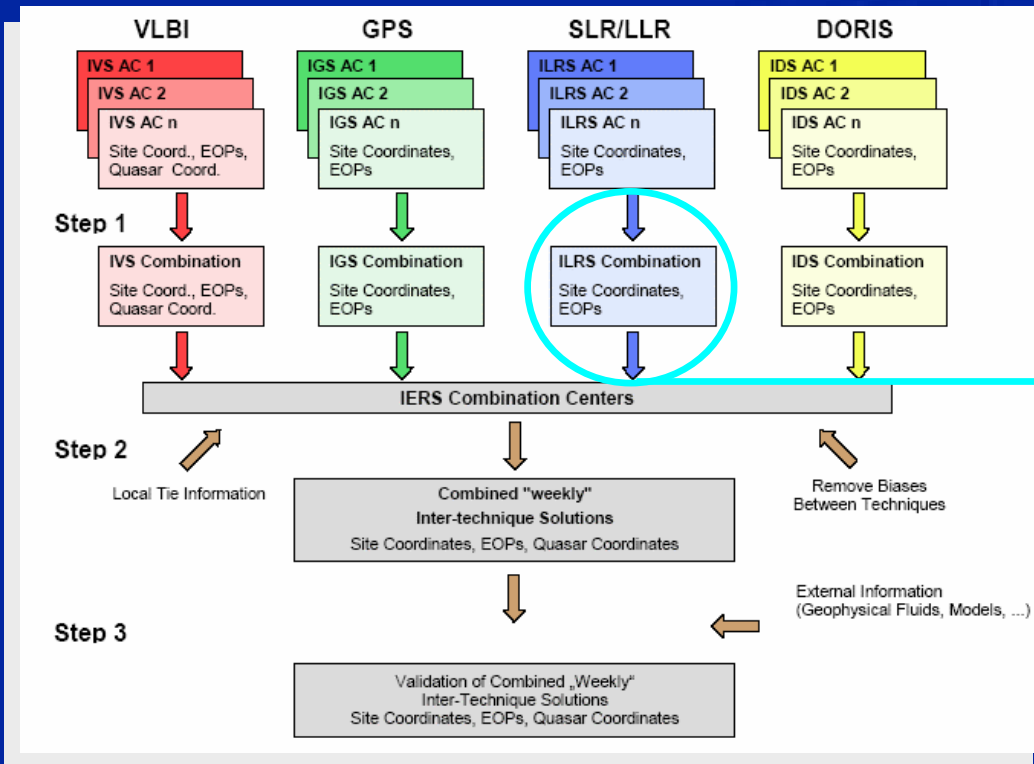 VLBI
GPS
SLR/LLR
DORIS
IVS AC 1
IVS AC 2
IVS AC n
Site Coord., EOPs,
Quasar Coord.
IGS AC 1
IGS AC 2
IGS AC n
Site Coordinates,
EOPs
ILRS AC 1
ILRS AC 2
ILRS AC n
Site Coordinates,
EOPs
IDS AC 1
IDS AC 2
IDS AC n
Site Coordinates,
EOPs
Step 1
IVS Combination
Site Coord., EOPs,
Quasar Coord.
IGS Combination
Site Coordinates,
EOPs
ILRS Combination
Site Coordinates,
EOPs
IDS Combination
Site Coordinates,
EOPs
IERS Combination Centers
Step 2
Local Tie Information
Combined "weekly"
Inter-technique Solutions
Site Coordinates, EOPs, Quasar Coordinates
Remove Biases
Between Techniques
External Information
(Geophysical Fluids, Models, ...)
Step 3
Validation of Combined „Weekly“
Inter-Technique Solutions
Site Coordinates, EOPs, Quasar Coordinates